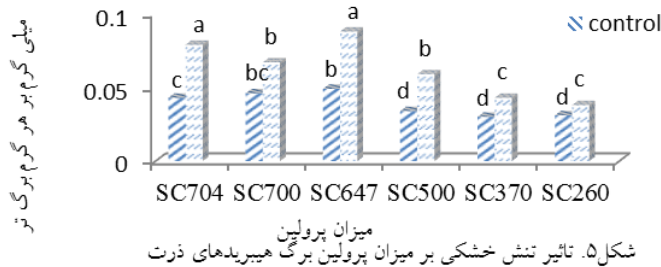 میلی گرم بر هر گرم برگ تر
0.1
0.05
0
a
c
b
bc
a
b
b
d
c
d
c
d
control
SC704 SC700 SC647 SC500 SC370 SC260
میزان پرولین
شکل۵. تاثیر تنش خشکی بر میزان پرولین برگ هیبریدهای ذرت